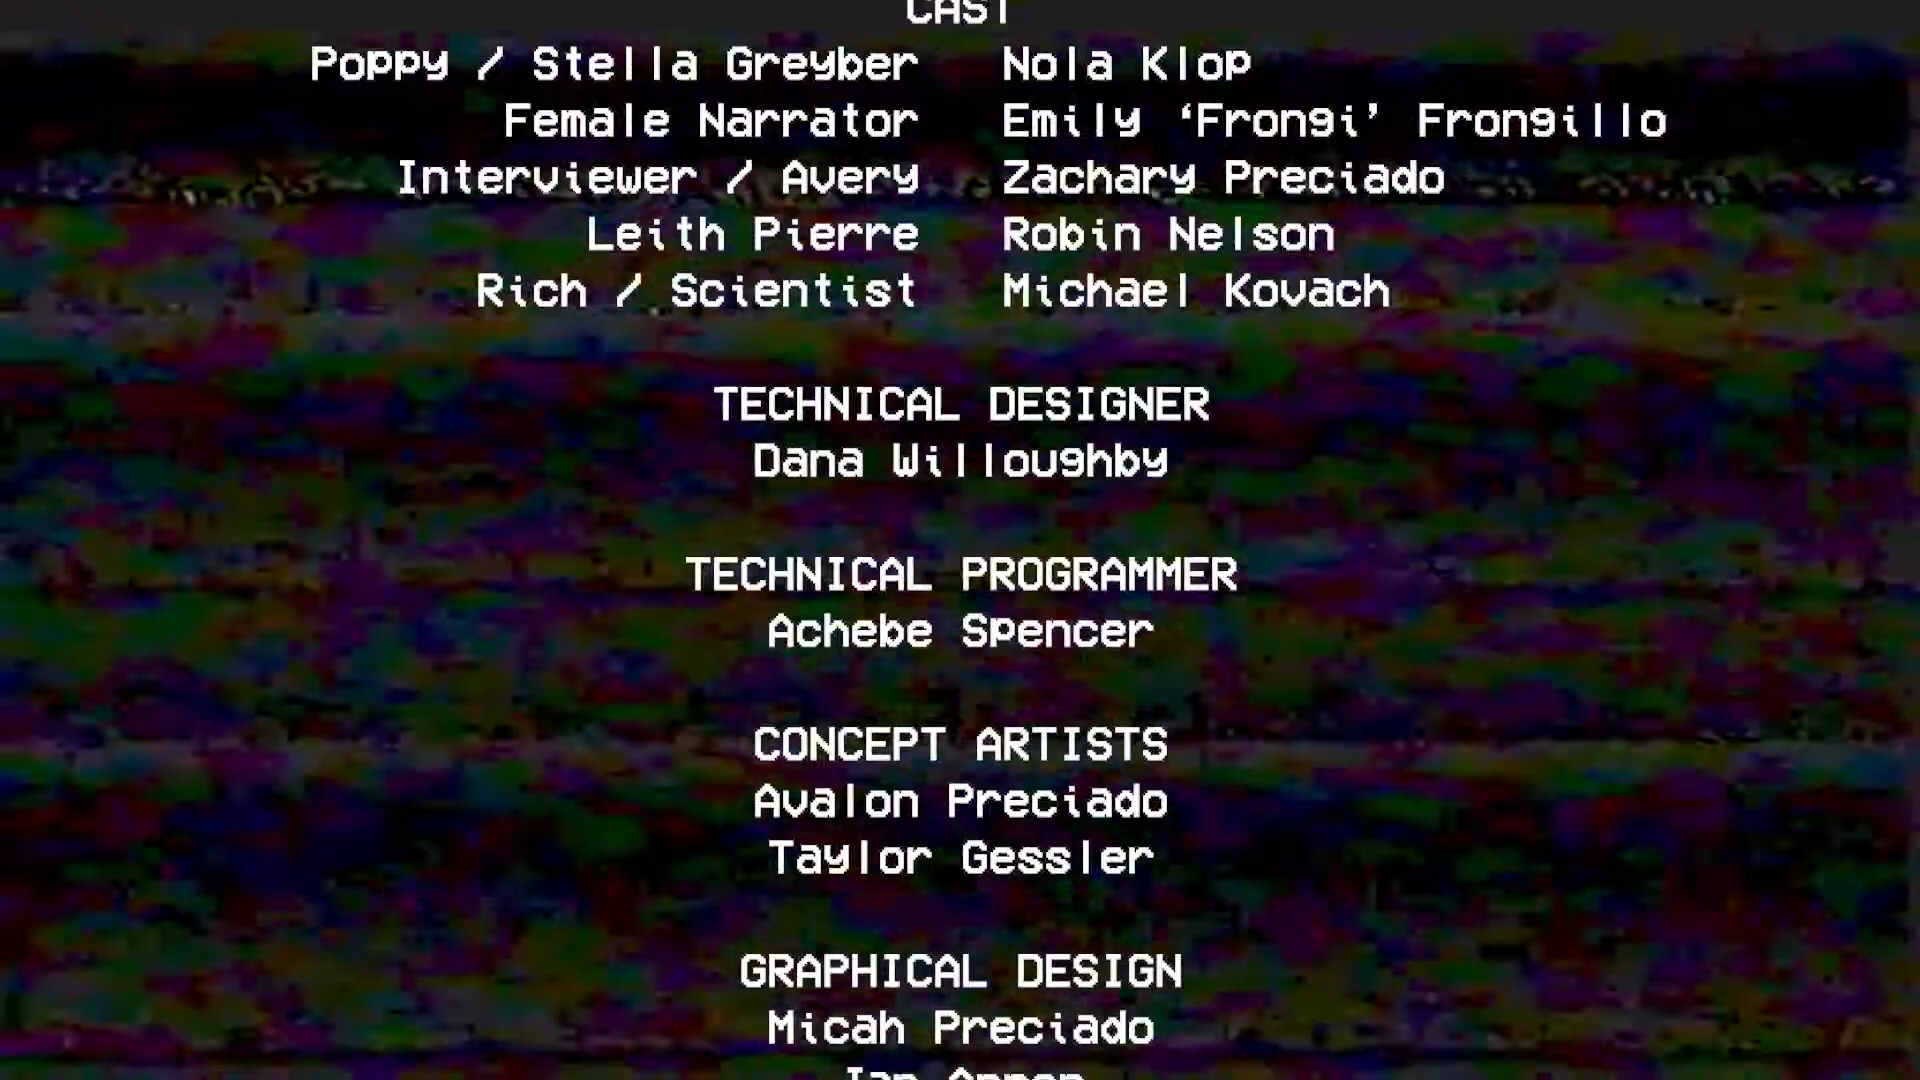 CAST
Poppy / Stella Greyber Nola Klop
Female Narrator Emily ‘Frongi’ Frongillo
Interviewer / Avery Zachary Preciado
Leith Pierre Robin Nelson
Rich / Scientist Michael Kovach
TECHNICAL DESIGNER
Dana Willoughby
TECHNICAL PROGRAMMER
Achebe Spencer
CONCEPT ARTISTS
Avalon Preciado
Taylor Gessler
GRAPHICAL DESIGN
Micah Preciado